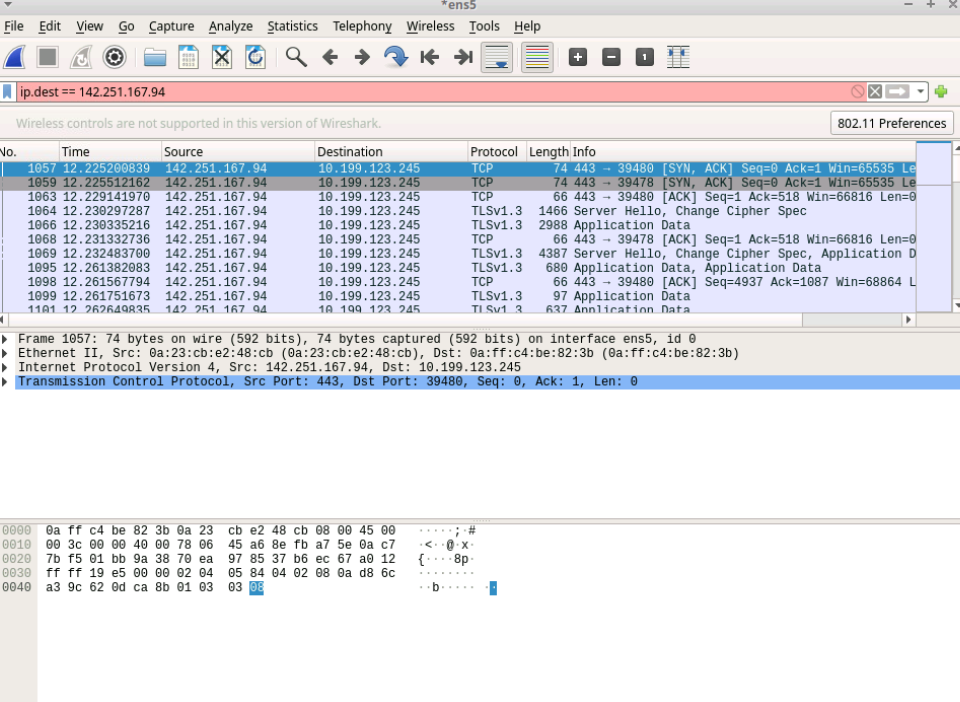 *ens5
File Edit View Go Capture Analyze Statistics Telephony Wireless Tools Help
ip.dest == 142.251.167.94
Wireless controls are not supported in this version of Wireshark. 802.11 Preferences
No. Time Source Destination Protocol Length Info
1057 12.225200839 142.251.167.94 10.199.123.245 TCP 74 443 → 39480 [SYN, ACK] Seq=0 Ack=1 Win=65535 Le
1059 12.225512162 142.251.167.94 10.199.123.245 TCP 74 443 → 39478 [SYN, ACK] Seq=0 Ack=1 Win=65535 Le
1063 12.229141970 142.251.167.94 10.199.123.245 TCP 66 443 → 39480 [ACK] Seq=1 Ack=518 Win=66816 Len=0
1064 12.230297287 142.251.167.94 10.199.123.245 TLSv1.3 1466 Server Hello, Change Cipher Spec
1066 12.230335216 142.251.167.94 10.199.123.245 TLSv1.3 2988 Application Data
1068 12.231332736 142.251.167.94 10.199.123.245 TCP 66 443 → 39478 [ACK] Seq=1 Ack=518 Win=66816 Len=0
1069 12.232483700 142.251.167.94 10.199.123.245 TLSv1.3 4387 Server Hello, Change Cipher Spec, Application D
1095 12.261382083 142.251.167.94 10.199.123.245 TLSv1.3 680 Application Data, Application Data
1098 12.261567794 142.251.167.94 10.199.123.245 TCP 66 443 → 39480 [ACK] Seq=4937 Ack=1087 Win=68864 L
1099 12.261751673 142.251.167.94 10.199.123.245 TLSv1.3 97 Application Data
1101 12.262649835 142.251.167.94 10.199.123.245 TLSv1.3 637 Application Data
Frame 1057: 74 bytes on wire (592 bits), 74 bytes captured (592 bits) on interface ens5, id 0
Ethernet II, Src: 0a:23:cb:e2:48:cb (0a:23:cb:e2:48:cb), Dst: 0a:ff:c4:be:82:3b (0a:ff:c4:be:82:3b)
Internet Protocol Version 4, Src: 142.251.167.94, Dst: 10.199.123.245
Transmission Control Protocol, Src Port: 443, Dst Port: 39480, Seq: 0, Ack: 1, Len: 0
0000 0a ff c4 be 82 3b 0a 23 cb e2 48 cb 08 00 45 00 ·····;·#
0010 00 3c 00 00 40 00 78 06 45 a6 8e fb a7 5e 0a c7 ·<··@·x·
0020 7b f5 01 bb 9a 38 70 ea 97 85 37 b6 ec 67 a0 12 {····8p·
0030 ff ff 19 e5 00 00 02 04 05 84 04 02 08 0a d8 6c ········
0040 a3 9c 62 0d ca 8b 01 03 03 08 ··b····· ··